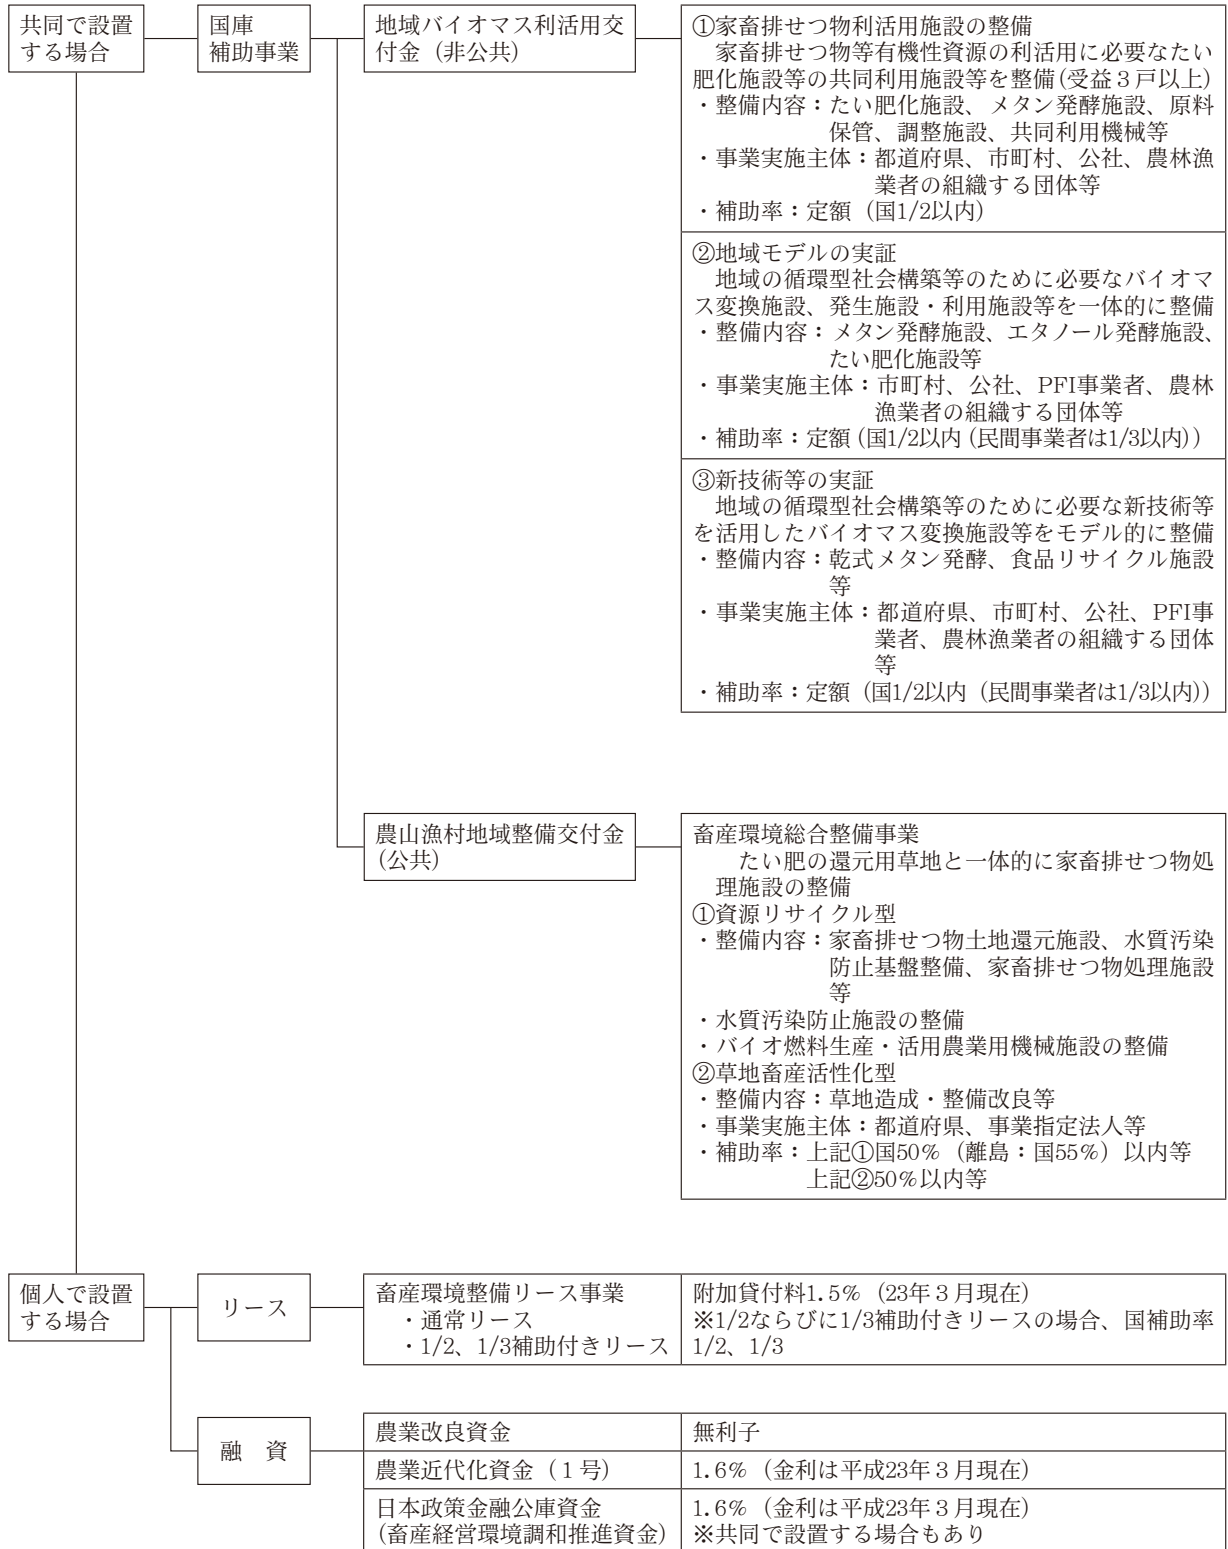 共同で設置
する場合
国庫
補助事業
地域バイオマス利活用交
付金（非公共）
①家畜排せつ物利活用施設の整備
　家畜排せつ物等有機性資源の利活用に必要なたい
肥化施設等の共同利用施設等を整備（受益３戸以上）
・整備内容：たい肥化施設、メタン発酵施設、原料
保管、調整施設、共同利用機械等
・事業実施主体：都道府県、市町村、公社、農林漁
業者の組織する団体等
・補助率：定額（国1/2以内）
②地域モデルの実証
　地域の循環型社会構築等のために必要なバイオマ
ス変換施設、発生施設・利用施設等を一体的に整備
・整備内容：メタン発酵施設、エタノール発酵施設、
たい肥化施設等
・事業実施主体：市町村、公社、PFI事業者、農林
漁業者の組織する団体等
・補助率：定額（国1/2以内（民間事業者は1/3以内））
③新技術等の実証
　地域の循環型社会構築等のために必要な新技術等
を活用したバイオマス変換施設等をモデル的に整備
・整備内容：乾式メタン発酵、食品リサイクル施設
等
・事業実施主体：都道府県、市町村、公社、PFI事
業者、農林漁業者の組織する団体
等
・補助率：定額（国1/2以内（民間事業者は1/3以内））
農山漁村地域整備交付金
（公共）
畜産環境総合整備事業
　たい肥の還元用草地と一体的に家畜排せつ物処
理施設の整備
①資源リサイクル型
・整備内容：家畜排せつ物土地還元施設、水質汚染
防止基盤整備、家畜排せつ物処理施設
等
・水質汚染防止施設の整備
・バイオ燃料生産・活用農業用機械施設の整備
②草地畜産活性化型
・整備内容：草地造成・整備改良等
・事業実施主体：都道府県、事業指定法人等
・補助率：上記①国50％（離島：国55％）以内等
上記②50％以内等
個人で設置
する場合
リース
畜産環境整備リース事業
・通常リース
・1/2、1/3補助付きリース
附加貸付料1.5％（23年３月現在）
※1/2ならびに1/3補助付きリースの場合、国補助率
1/2、1/3
融　資
農業改良資金
無利子
農業近代化資金（１号）
1.6％（金利は平成23年３月現在）
日本政策金融公庫資金
（畜産経営環境調和推進資金）
1.6％（金利は平成23年３月現在）
※共同で設置する場合もあり